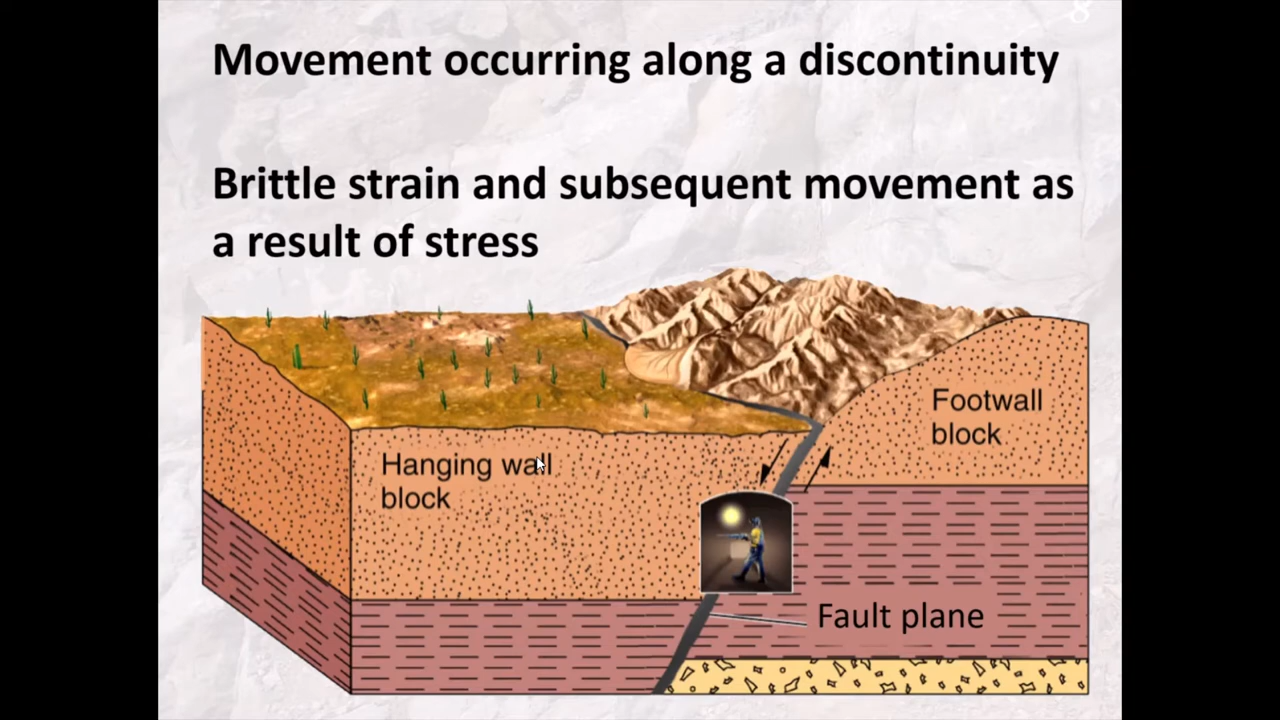 8
Movement occurring along a discontinuity
Brittle strain and subsequent movement as
a result of stress
Footwall
block
Hanging wall
block
Fault plane